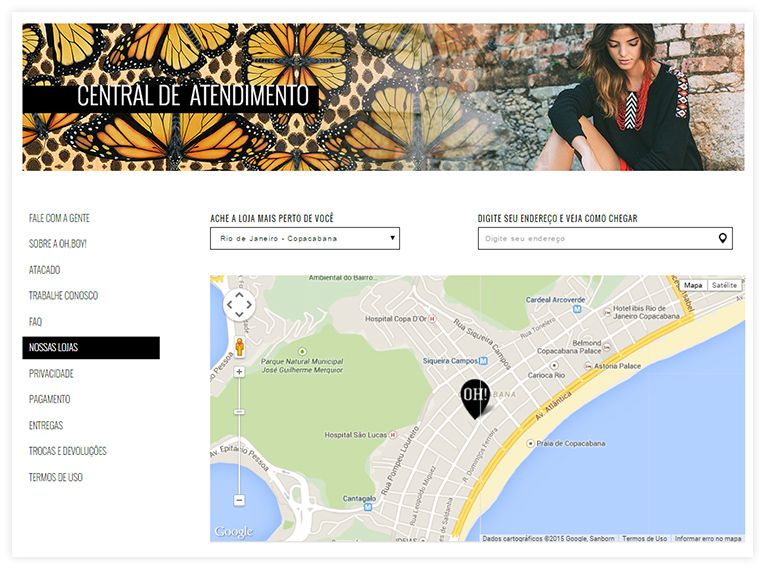 CENTRAL DE ATENDIMENTO
FALE COM A GENTE
SOBRE A OH,BOY!
ATACADO
TRABALHE CONOSCO
FAQ
NOSSAS LOJAS
PRIVACIDADE
PAGAMENTO
ENTREGAS
TROCAS E DEVOLUÇÕES
TERMOS DE USO
ACHE A LOJA MAIS PERTO DE VOCÊ
Rio de Janeiro - Copacabana
DIGITE SEU ENDEREÇO E VEJA COMO CHEGAR
Digite seu endereço
Ambiental do Bairro...
Mapa
Satélite
Cardeal Arcoverde
Hotel ibis Rio de
Janeiro Copacabana
Hospital Copa D'Or
Rua Siqueira Campos
Rua Tonelero
Belmond
Copacabana Palace
Parque Natural Municipal
José Guilherme Merquior
Siqueira Campos
Astoria Palace
Carioca Rio
OH!
ABANA
Av. Atlântica
Hospital São Lucas
Praia de Copacabana
R. Domingos Ferreira
Rua Pompeu Loureiro
Av. Epitácio Pessoa
Rua Leopoldo Miguez
Cantagalo
Google
Dados cartográficos ©2015 Google, Sanborn
Termos de Uso
Informar erro no mapa